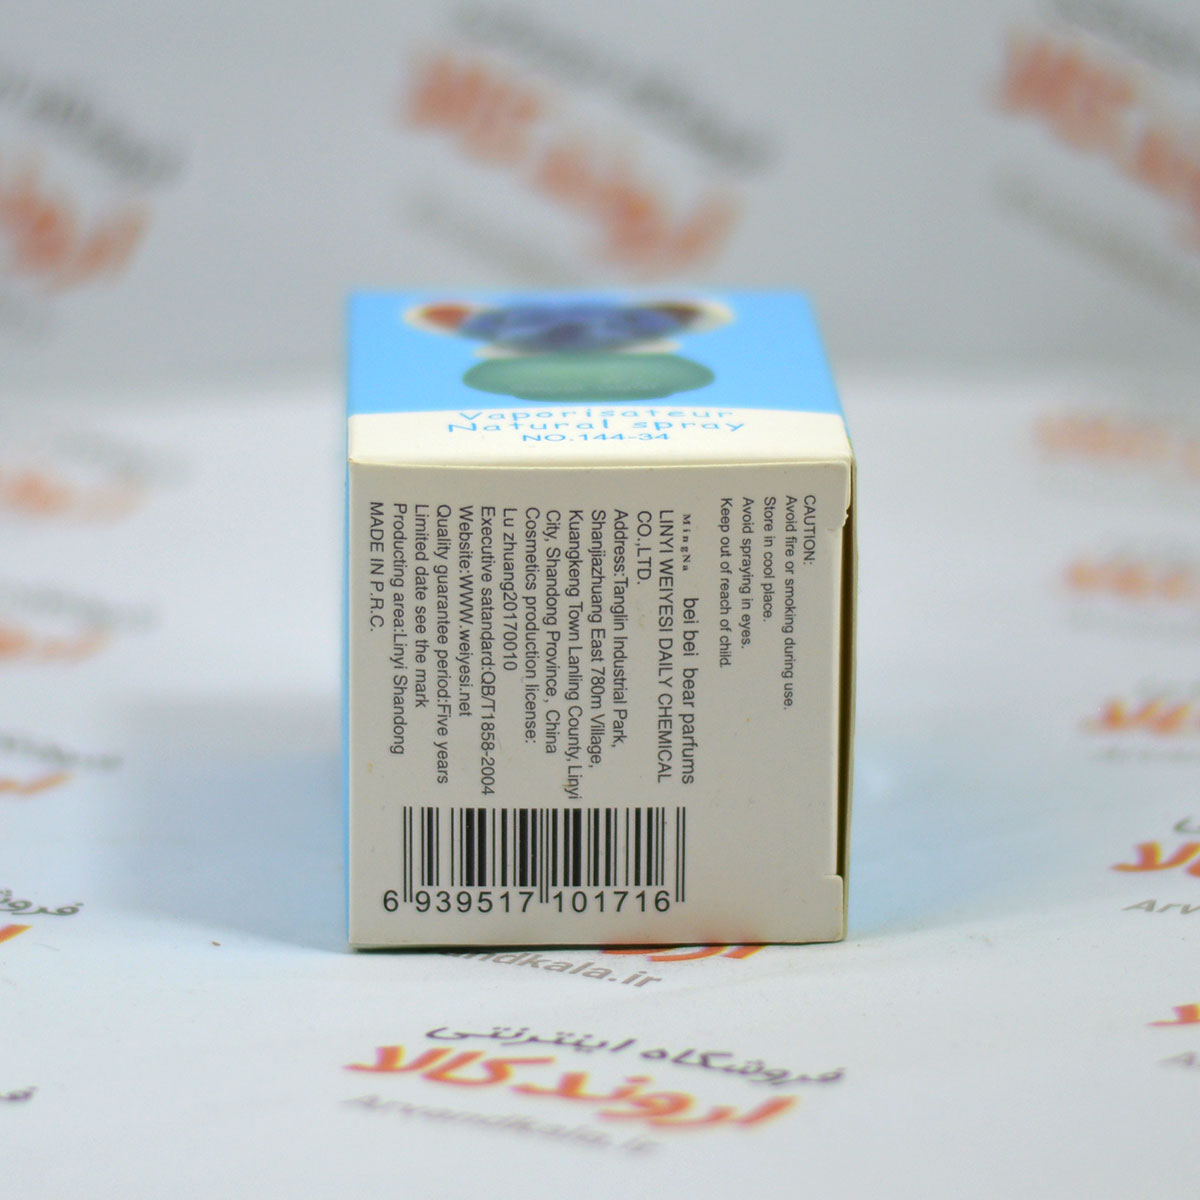 Vaporisateur
Natural spray
NO.144-34
CAUTION:
Avoid fire or smoking during use.
Store in cool place.
Avoid spraying in eyes.
Keep out of reach of child.
MingNa bei bei bear parfums
LINYI WEIYESI DAILY CHEMICAL
CO.,LTD.
Address:Tanglin Industrial Park,
Shanjiazhuang East 780m Village,
Kuangkeng Town Lanling County, Linyi
City, Shandong Province, China
Cosmetics production license:
Lu zhuang20170010
Executive satandard:QB/T1858-2004
Website:WWW.weiyesi.net
Quality guarantee period:Five years
Limited date see the mark
Producting area:Linyi Shandong
MADE IN P.R.C.
6 939517 101716
فروشگاه اینترنتی
اروند کالا
Arvandkala.ir